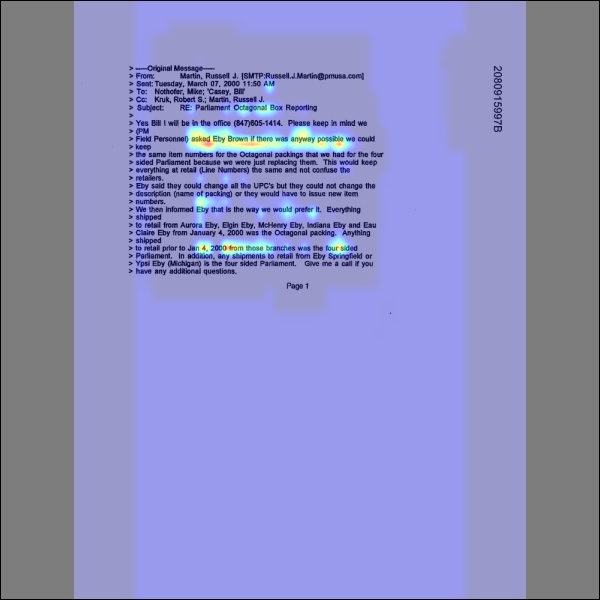 > -----Original Message-----
> From: Martin, Russell J. [SMTP:Russell.J.Martin@pmusa.com]
> Sent: Tuesday, March 07, 2000 11:50 AM
> To: Nothofer, Mike; 'Casey, Bill'
> Cc: Kruk, Robert S.; Martin, Russell J.
> Subject: RE: Parliament Octagonal Box Reporting
>
> Yes Bill I will be in the office (847)605-1414. Please keep in mind we
> (PM
> Field Personnel) asked Eby Brown if there was anyway possible we could
> keep
> the same item numbers for the Octagonal packings that we had for the four
> sided Parliament because we were just replacing them. This would keep
> everything at retail (Line Numbers) the same and not confuse the
> retailers.
> Eby said they could change all the UPC's but they could not change the
> description (name of packing) or they would have to issue new item
> numbers.
> We then informed Eby that is the way we would prefer it. Everything
> shipped
> to retail from Aurora Eby, Elgin Eby, McHenry Eby, Indiana Eby and Eau
> Claire Eby from January 4, 2000 was the Octagonal packing. Anything
> shipped
> to retail prior to Jan 4, 2000 from those branches was the four sided
> Parliament. In addition, any shipments to retail from Eby Springfield or
> Ypsi Eby (Michigan) is the four sided Parliament. Give me a call if you
> have any additional questions.
Page 1
2080915997B